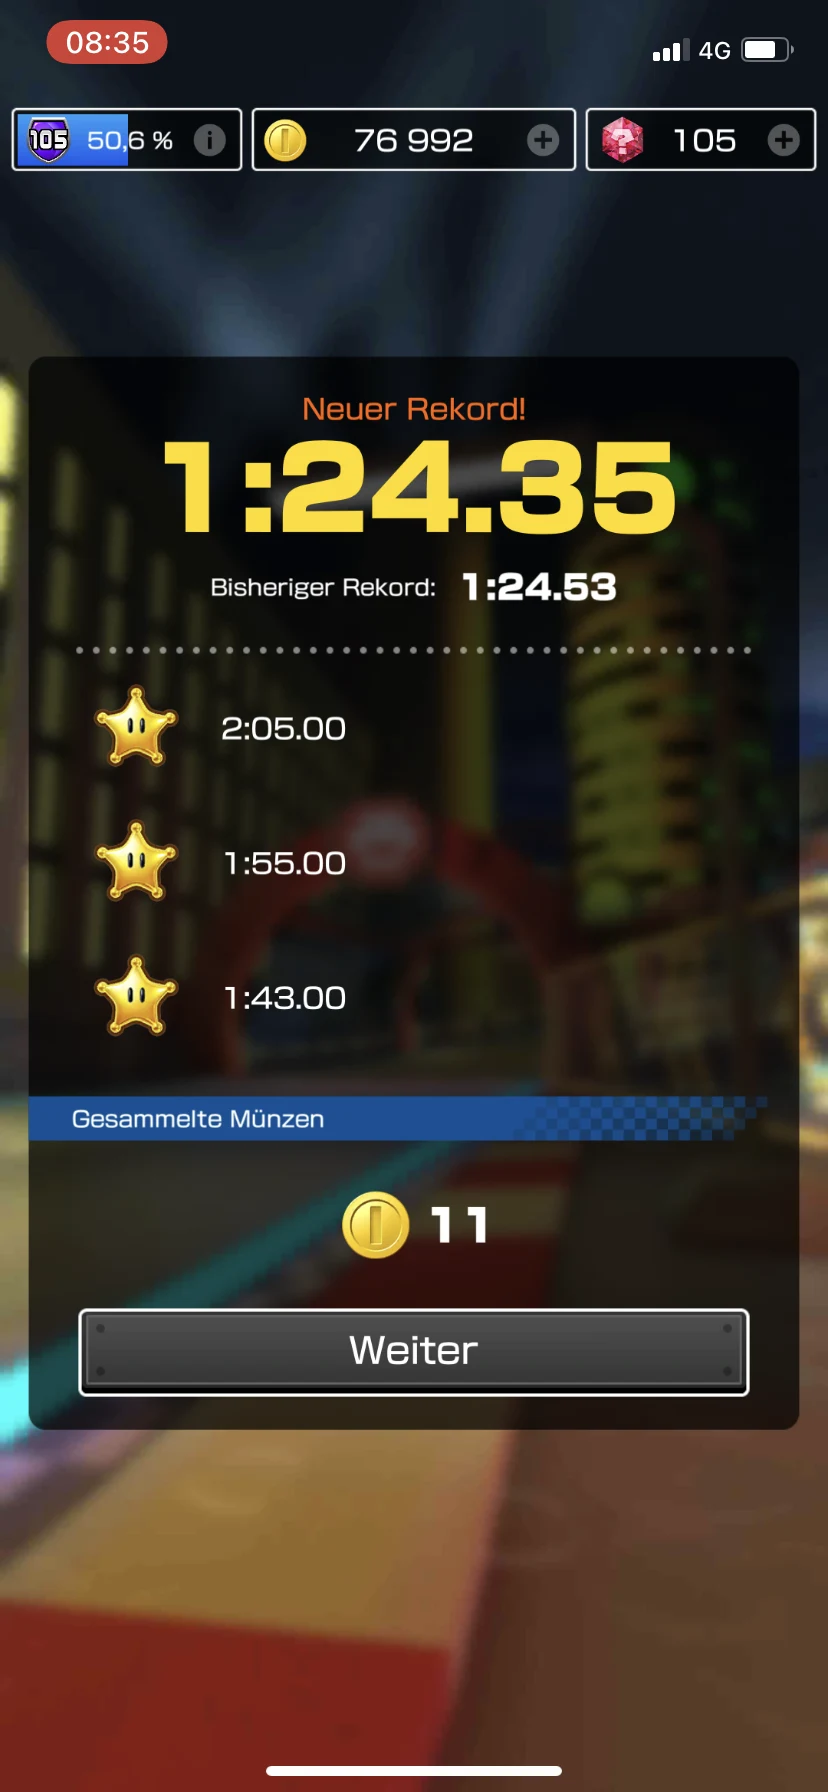 08:35
4G
105 50,6 % i
76 992 +
? 105 +
Neuer Rekord!
1:24.35
Bisheriger Rekord: 1:24.53
2:05.00
1:55.00
1:43.00
Gesammelte Münzen
11
Weiter